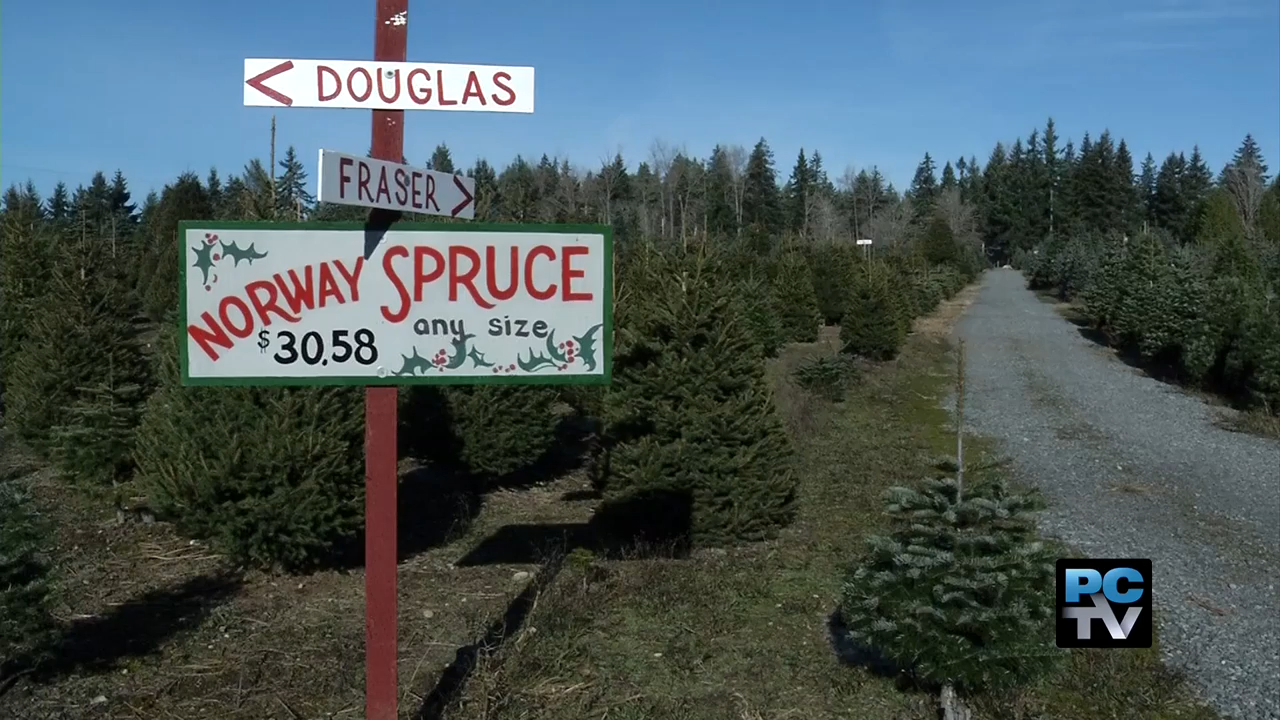 < DOUGLAS
FRASER >
NORWAY SPRUCE
$30.58 any size
PC
TV